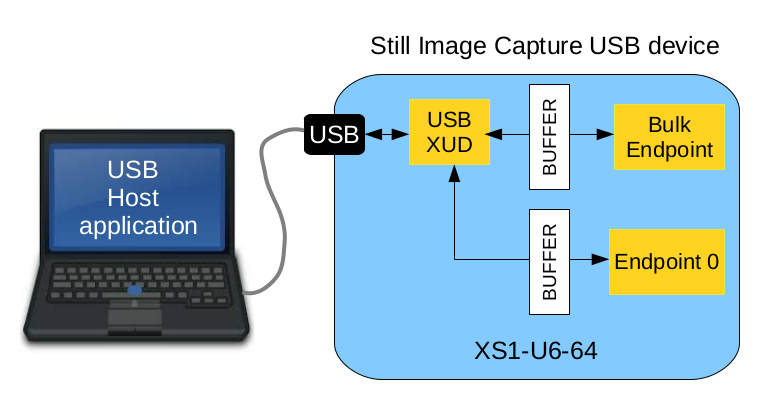 Still Image Capture USB device
USB
Host
application
USB
USB
XUD
BUFFER
Bulk
Endpoint
BUFFER
Endpoint 0
XS1-U6-64